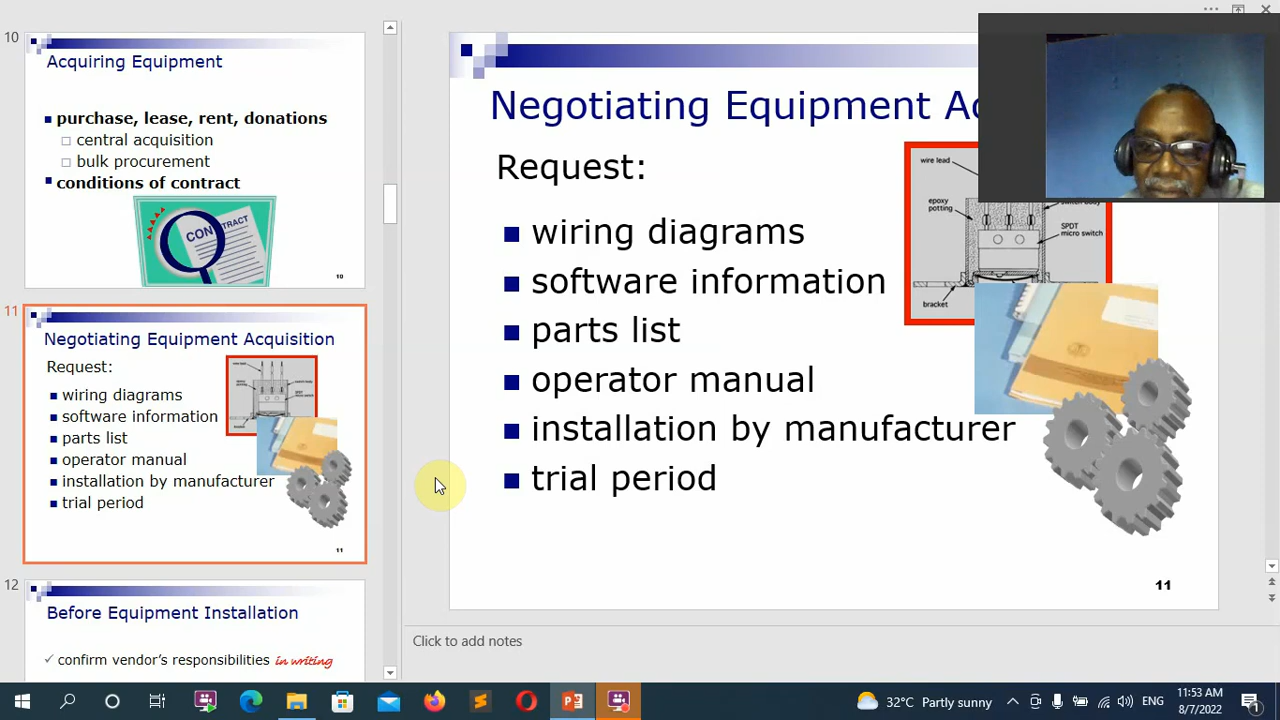 10
Acquiring Equipment
purchase, lease, rent, donations
central acquisition
bulk procurement
conditions of contract
CONTRACT
10
11
Negotiating Equipment Acquisition
Request:
wiring diagrams
software information
parts list
operator manual
installation by manufacturer
trial period
11
12
Before Equipment Installation
✓ confirm vendor's responsibilities in writing
Negotiating Equipment Ac
Request:
wiring diagrams
software information
parts list
operator manual
installation by manufacturer
trial period
wire lead
epoxy
potting
SPDT
micro switch
bracket
11
Click to add notes
32°C Partly sunny
ENG
11:53 AM
8/7/2022